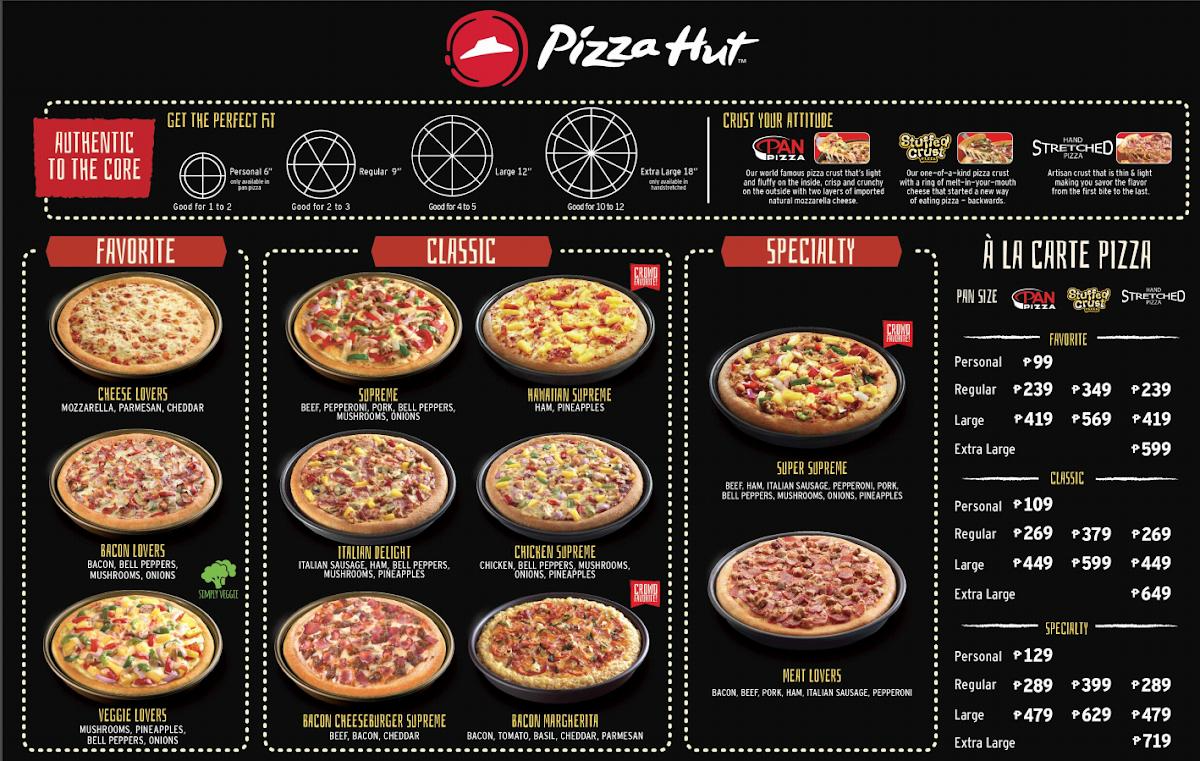 Pizza Hut™
AUTHENTIC
TO THE CORE
GET THE PERFECT FIT
Personal 6"
only available in
pan pizza
Good for 1 to 2
Regular 9"
Good for 2 to 3
Large 12"
Good for 4 to 5
Extra Large 18"
only available in
handstretched
Good for 10 to 12
CRUST YOUR ATTITUDE
PAN
PIZZA
Our world famous pizza crust that's light
and fluffy on the inside, crisp and crunchy
on the outside with two layers of imported
natural mozzarella cheese.
Stuffed
Crust
PIZZA
Our one-of-a-kind pizza crust
with a ring of melt-in-your-mouth
cheese that started a new way
of eating pizza – backwards.
HAND
STRETCHED
PIZZA
Artisan crust that is thin & light
making you savor the flavor
from the first bite to the last.
FAVORITE
CHEESE LOVERS
MOZZARELLA, PARMESAN, CHEDDAR
BACON LOVERS
BACON, BELL PEPPERS,
MUSHROOMS, ONIONS
SIMPLY VEGGIE
VEGGIE LOVERS
MUSHROOMS, PINEAPPLES,
BELL PEPPERS, ONIONS
CLASSIC
SUPREME
BEEF, PEPPERONI, PORK, BELL PEPPERS,
MUSHROOMS, ONIONS
CROWD
FAVORITE!
HAWAIIAN SUPREME
HAM, PINEAPPLES
ITALIAN DELIGHT
ITALIAN SAUSAGE, HAM, BELL PEPPERS,
MUSHROOMS, PINEAPPLES
CHICKEN SUPREME
CHICKEN, BELL PEPPERS, MUSHROOMS,
ONIONS, PINEAPPLES
BACON CHEESEBURGER SUPREME
BEEF, BACON, CHEDDAR
CROWD
FAVORITE!
BACON MARGHERITA
BACON, TOMATO, BASIL, CHEDDAR, PARMESAN
SPECIALTY
CROWD
FAVORITE!
SUPER SUPREME
BEEF, HAM, ITALIAN SAUSAGE, PEPPERONI, PORK,
BELL PEPPERS, MUSHROOMS, ONIONS, PINEAPPLES
MEAT LOVERS
BACON, BEEF, PORK, HAM, ITALIAN SAUSAGE, PEPPERONI
À LA CARTE PIZZA
PAN SIZE PAN PIZZA Stuffed Crust PIZZA HAND STRETCHED PIZZA
FAVORITE
Personal ₱99
Regular ₱239 ₱349 ₱239
Large ₱419 ₱569 ₱419
Extra Large ₱599
CLASSIC
Personal ₱109
Regular ₱269 ₱379 ₱269
Large ₱449 ₱599 ₱449
Extra Large ₱649
SPECIALTY
Personal ₱129
Regular ₱289 ₱399 ₱289
Large ₱479 ₱629 ₱479
Extra Large ₱719